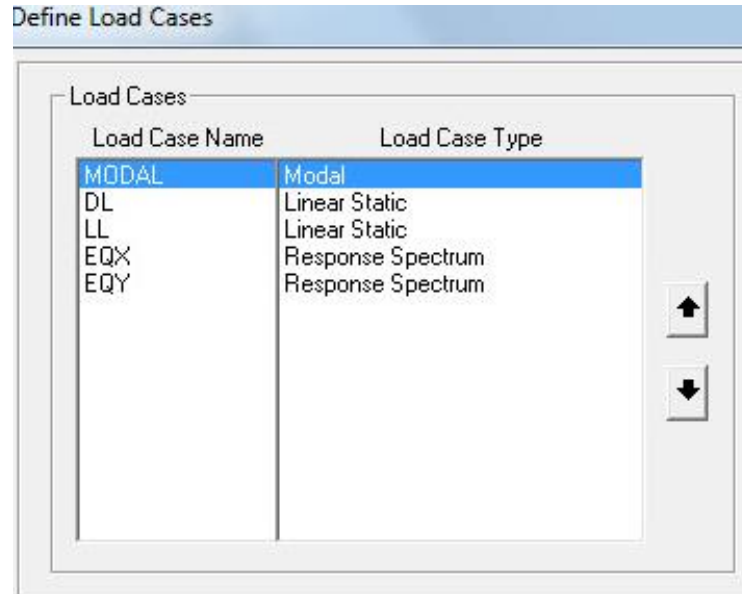 Define Load Cases
Load Cases
Load Case Name Load Case Type
MODAL Modal
DL Linear Static
LL Linear Static
EQX Response Spectrum
EQY Response Spectrum